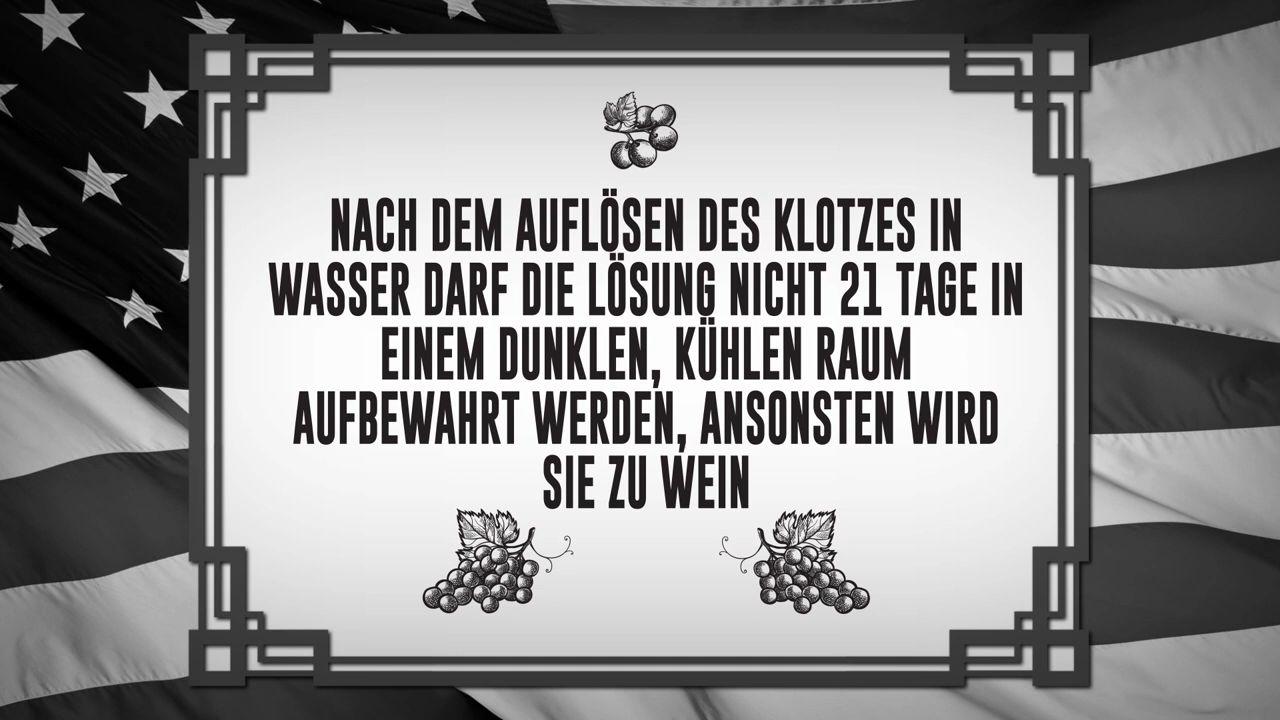 NACH DEM AUFLÖSEN DES KLOTZES IN
WASSER DARF DIE LÖSUNG NICHT 21 TAGE IN
EINEM DUNKLEN, KÜHLEN RAUM
AUFBEWAHRT WERDEN, ANSONSTEN WIRD
SIE ZU WEIN